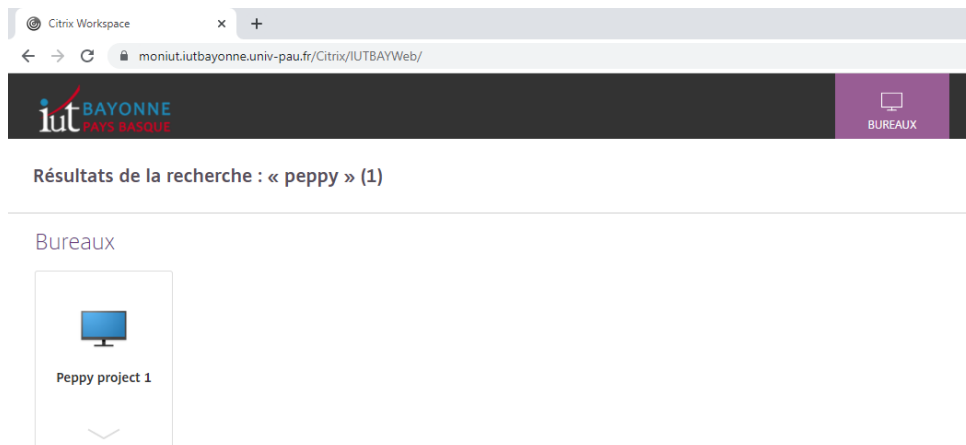 Citrix Workspace
moniut.iutbayonne.univ-pau.fr/Citrix/IUTBAYWeb/
iut BAYONNE
PAYS BASQUE
BUREAUX
Résultats de la recherche : « peppy » (1)
Bureaux
Peppy project 1